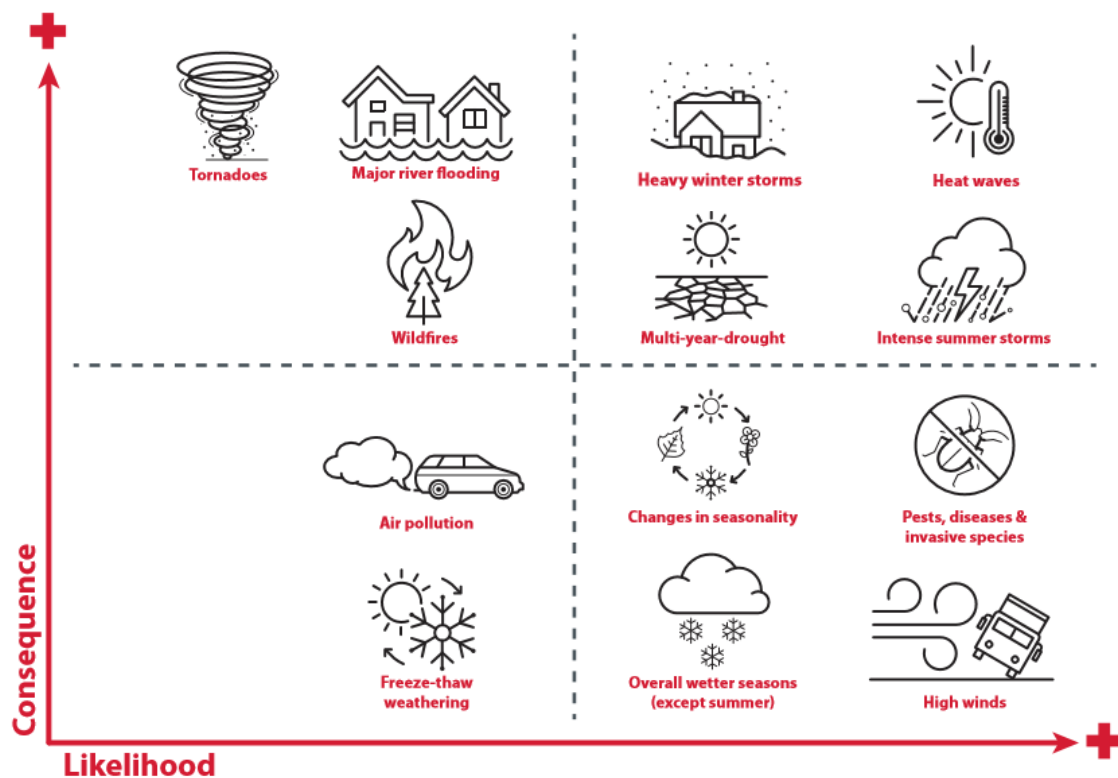 Tornadoes
Major river flooding
Heavy winter storms
Heat waves
Wildfires
Multi-year-drought
Intense summer storms
Air pollution
Changes in seasonality
Pests, diseases &
invasive species
Freeze-thaw
weathering
Overall wetter seasons
(except summer)
High winds
Consequence
Likelihood